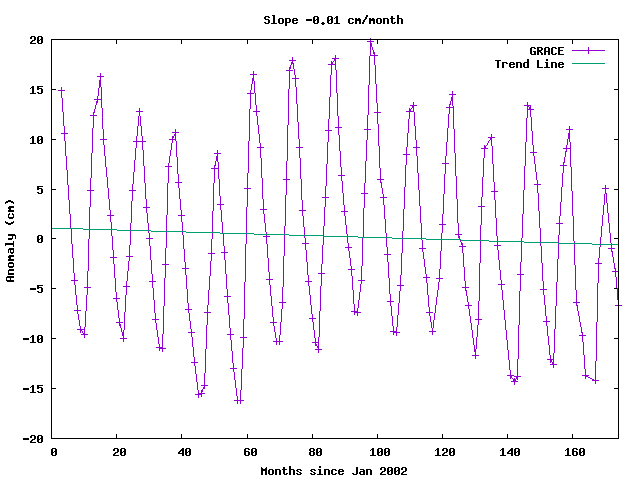 Slope -0.01 cm/month
GRACE
Trend Line
20
15
10
5
0
-5
-10
-15
-20
Anomaly (cm)
0 20 40 60 80 100 120 140 160
Months since Jan 2002